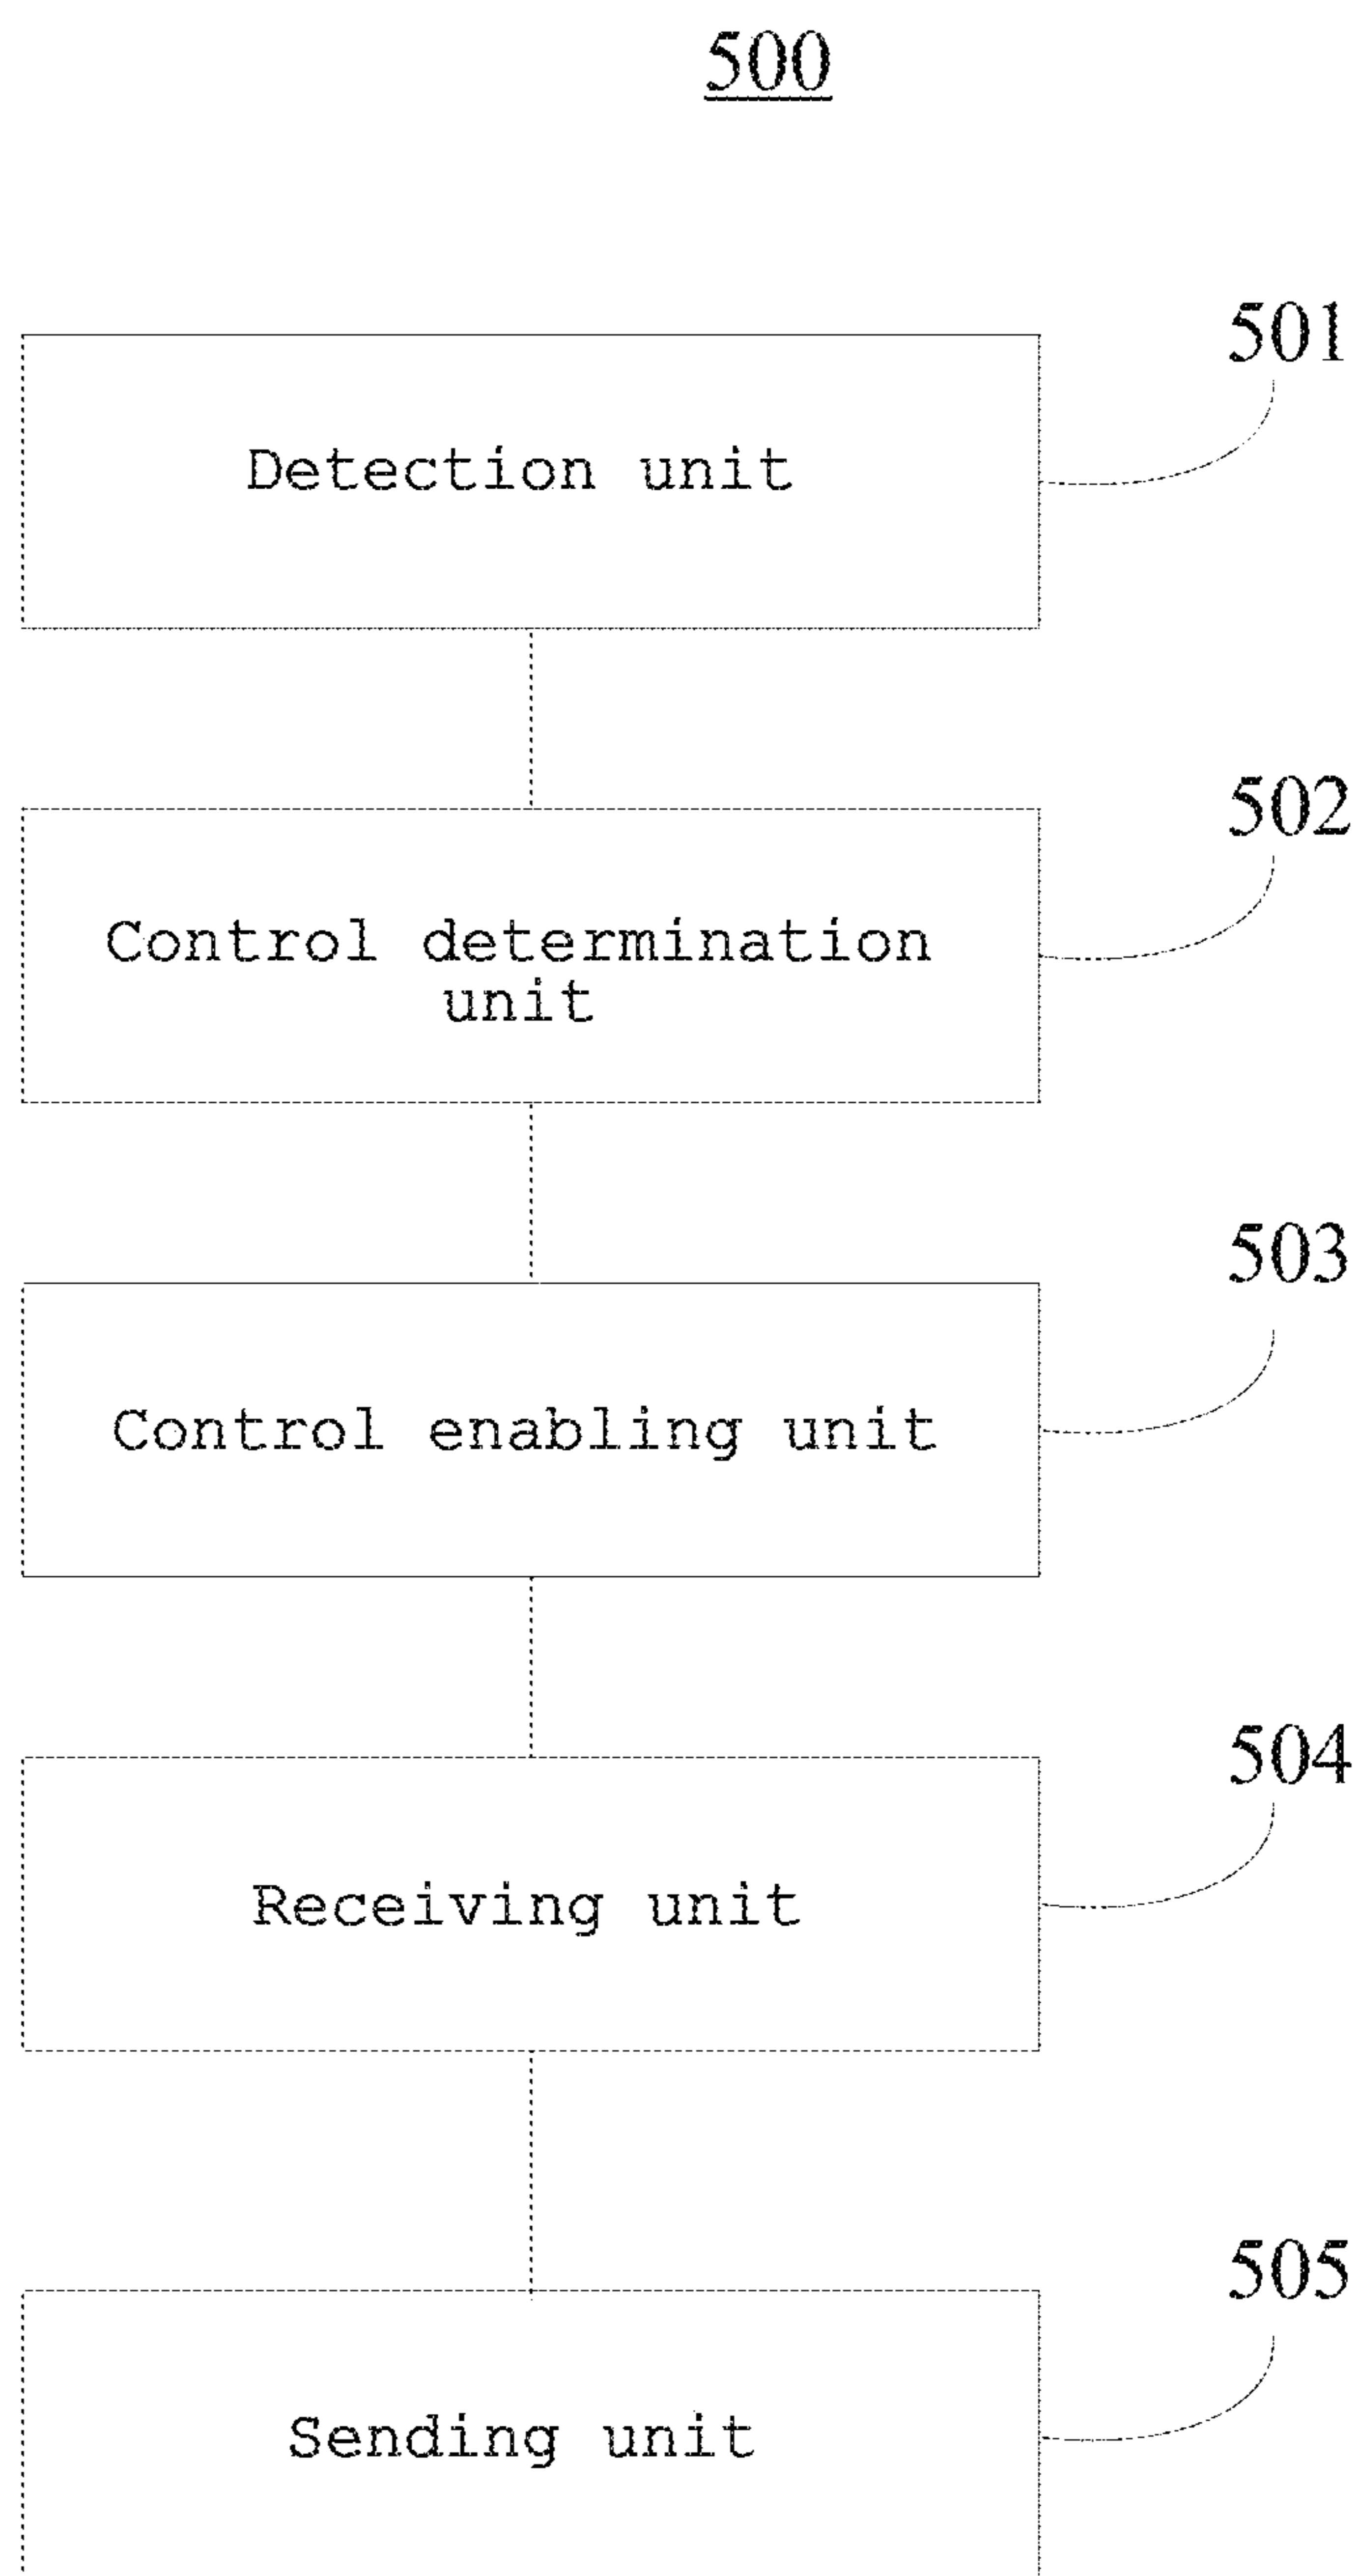 500
501
Detection unit
502
Control determination
unit
503
Control enabling unit
504
Receiving unit
505
Sending unit